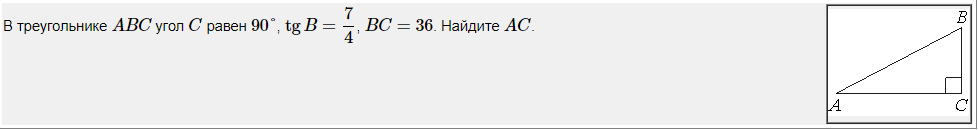 В треугольнике ABC угол C равен 90°, tg B = 7/4, BC = 36. Найдите AC.
B
A
C